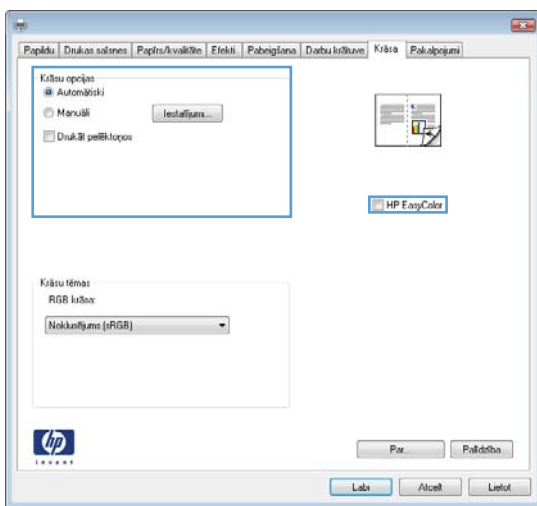 Papildu Drukas saīsnes Papīrs/kvalitāte Efekti Pabeigšana Darbu krātuve Krāsa Pakalpojumi
Krāsu opcijas
Automātiski
Manuāli Iestatījumi...
Drukāt pelēktoņos
HP EasyColor
Krāsu tēmas
RGB krāsa:
Noklusējums (sRGB)
hp
invent
Par... Palīdzība
Labi Atcelt Lietot